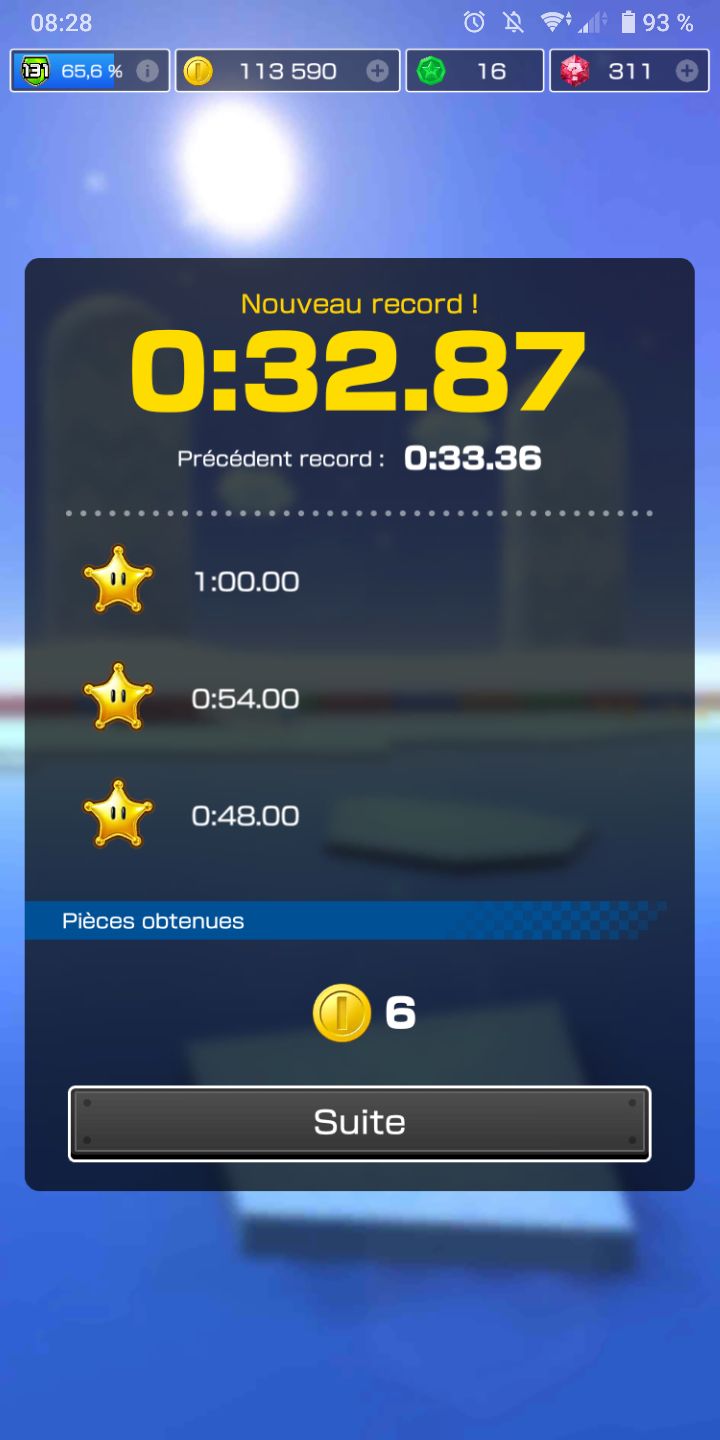 08:28 93 %
131 65,6 % 113 590 16 311
Nouveau record !
0:32.87
Précédent record : 0:33.36
1:00.00
0:54.00
0:48.00
Pièces obtenues
6
Suite